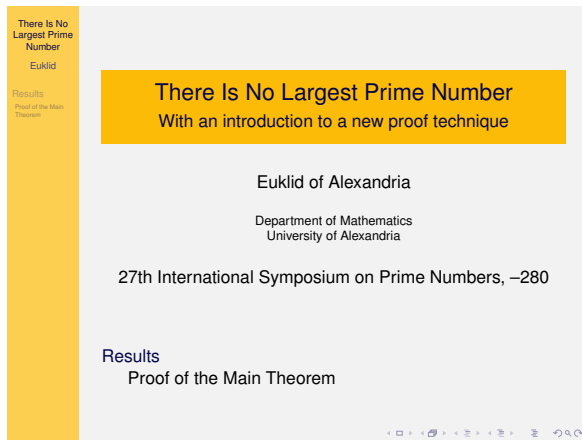 There Is No
Largest Prime
Number
Euklid
Results
Proof of the Main
Theorem
There Is No Largest Prime Number
With an introduction to a new proof technique
Euklid of Alexandria
Department of Mathematics
University of Alexandria
27th International Symposium on Prime Numbers, –280
Results
Proof of the Main Theorem